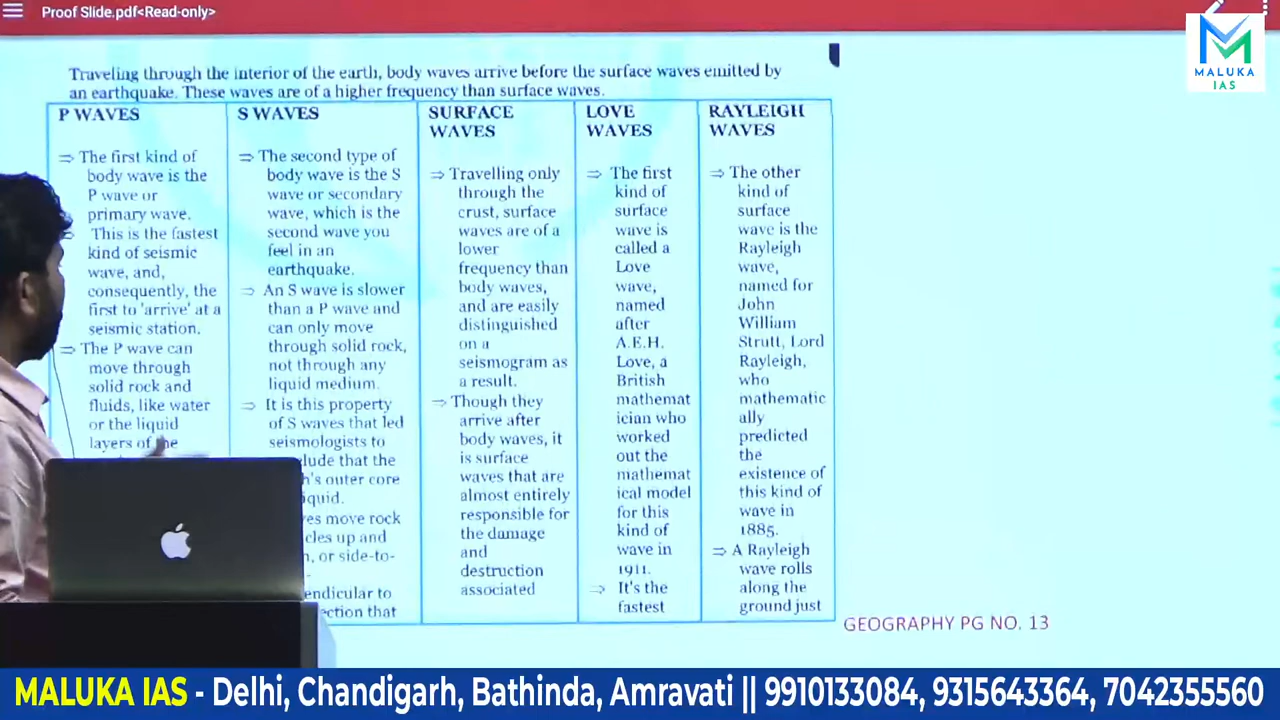 Proof Slide.pdf<Read-only>
MALUKA
IAS
Traveling through the interior of the earth, body waves arrive before the surface waves emitted by
an earthquake. These waves are of a higher frequency than surface waves.
P WAVES
⇒ The first kind of
body wave is the
P wave or
primary wave.
This is the fastest
kind of seismic
wave, and,
consequently, the
first to 'arrive' at a
seismic station.
⇒ The P wave can
move through
solid rock and
fluids, like water
or the liquid
layers of the
S WAVES
⇒ The second type of
body wave is the S
wave or secondary
wave, which is the
second wave you
feel in an
earthquake.
⇒ An S wave is slower
than a P wave and
can only move
through solid rock,
not through any
liquid medium.
⇒ It is this property
of S waves that led
seismologists to
that the
outer core
move rock
up and
or side-to-
to
that
SURFACE
WAVES
⇒ Travelling only
through the
crust, surface
waves are of a
lower
frequency than
body waves,
and are easily
distinguished
on a
seismogram as
a result.
⇒ Though they
arrive after
body waves, it
is surface
waves that are
almost entirely
responsible for
the damage
and
destruction
associated
LOVE
WAVES
⇒ The first
kind of
surface
wave is
called a
Love
wave,
named
after
A.E.H.
Love, a
British
mathemat
ician who
worked
out the
mathemat
ical model
for this
kind of
wave in
1911.
⇒ It's the
fastest
RAYLEIGH
WAVES
⇒ The other
kind of
surface
wave is the
Rayleigh
wave,
named for
John
William
Strutt, Lord
Rayleigh,
who
mathematic
ally
predicted
the
existence of
this kind of
wave in
1885.
⇒ A Rayleigh
wave rolls
along the
ground just
GEOGRAPHY PG NO. 13
MALUKA IAS - Delhi, Chandigarh, Bathinda, Amravati || 9910133084, 9315643364, 7042355560